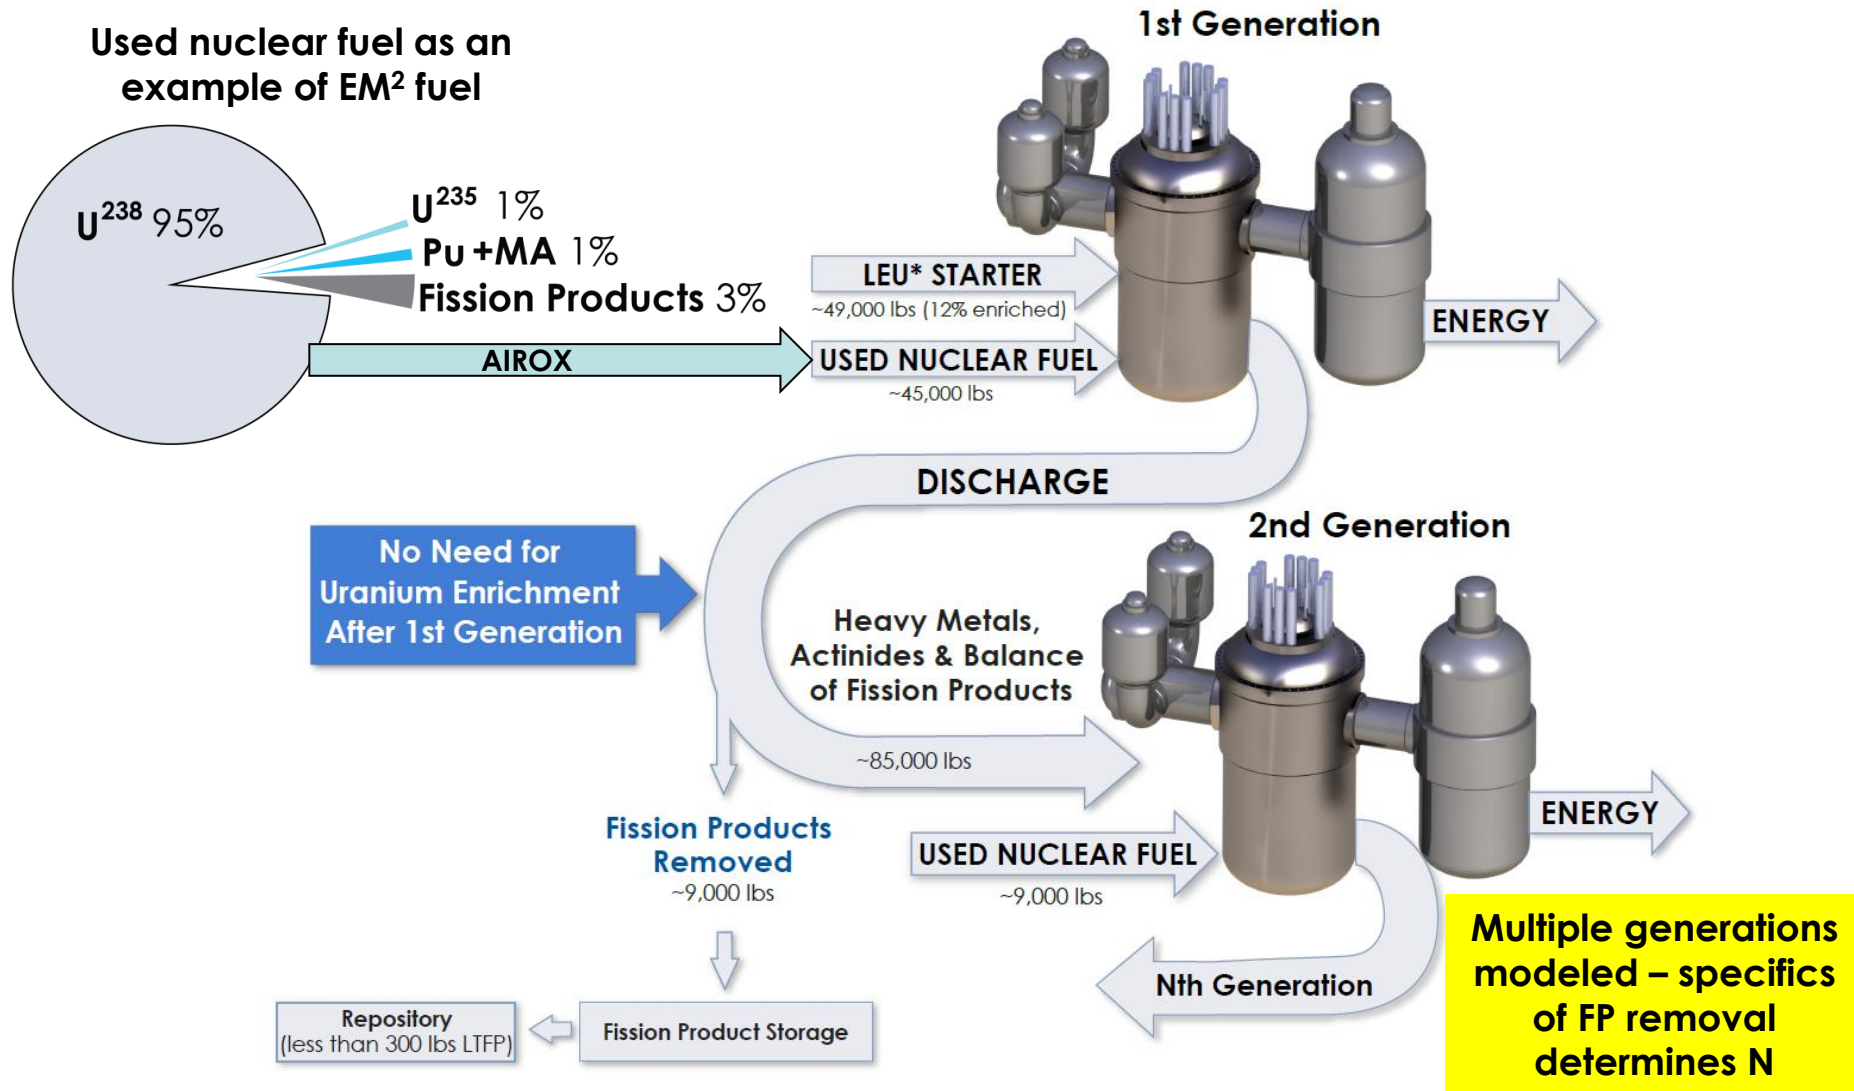 Used nuclear fuel as an
example of EM² fuel
U²³⁸ 95%
U²³⁵ 1%
Pu +MA 1%
Fission Products 3%
AIROX
1st Generation
LEU* STARTER
~49,000 lbs (12% enriched)
USED NUCLEAR FUEL
~45,000 lbs
ENERGY
DISCHARGE
No Need for
Uranium Enrichment
After 1st Generation
2nd Generation
Heavy Metals,
Actinides & Balance
of Fission Products
~85,000 lbs
Fission Products
Removed
~9,000 lbs
USED NUCLEAR FUEL
~9,000 lbs
ENERGY
Nth Generation
Fission Product Storage
Repository
(less than 300 lbs LTFP)
Multiple generations
modeled – specifics
of FP removal
determines N